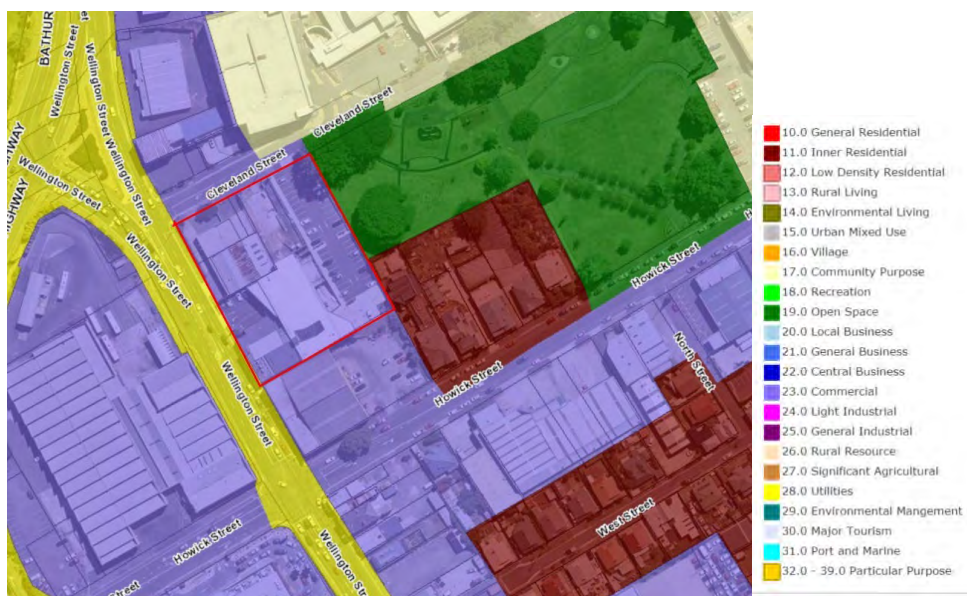 BATHUR
Wellington Street
Wellington Street Wellington Street
HWAY
Wellington Street
HIGHWAY
Wellington Street
Wellington Street
Cleveland Street
Cleveland Street
Howick Street
Howick Street
North Street
West Street
Howick Street
Wellington Street
H
10.0 General Residential
11.0 Inner Residential
12.0 Low Density Residential
13.0 Rural Living
14.0 Environmental Living
15.0 Urban Mixed Use
16.0 Village
17.0 Community Purpose
18.0 Recreation
19.0 Open Space
20.0 Local Business
21.0 General Business
22.0 Central Business
23.0 Commercial
24.0 Light Industrial
25.0 General Industrial
26.0 Rural Resource
27.0 Significant Agricultural
28.0 Utilities
29.0 Environmental Mangement
30.0 Major Tourism
31.0 Port and Marine
32.0 - 39.0 Particular Purpose